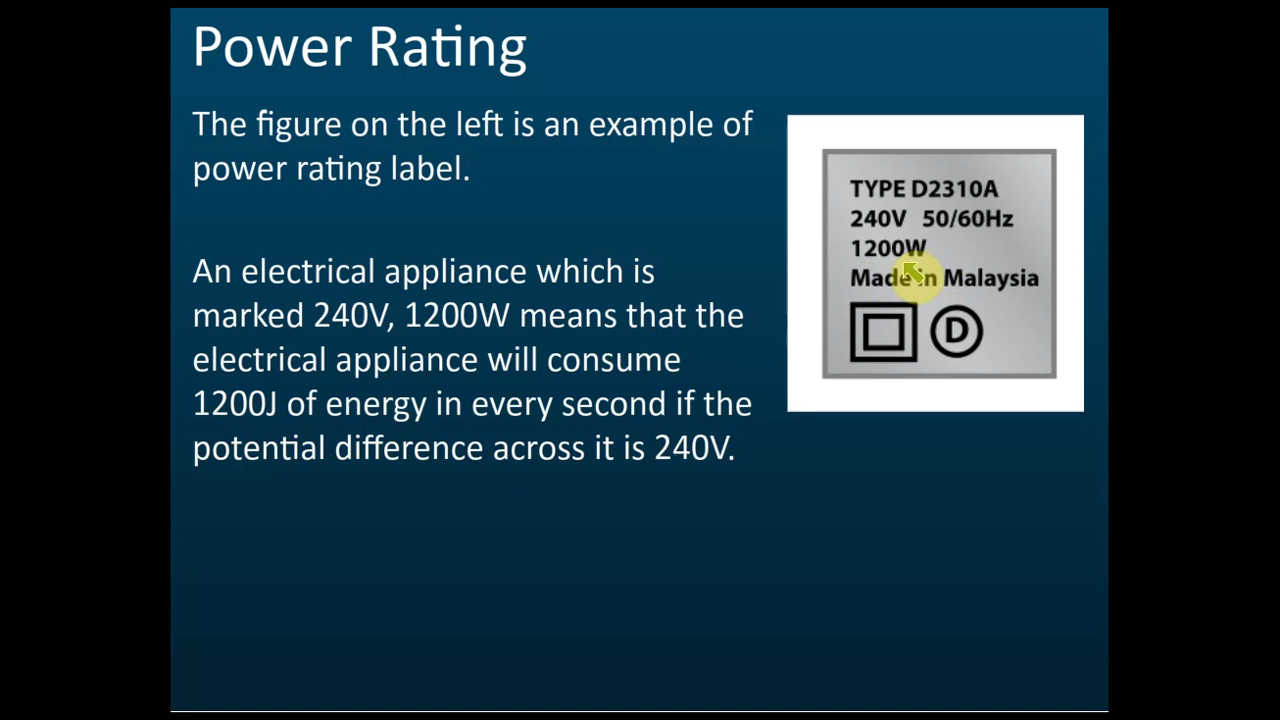 Power Rating
The figure on the left is an example of
power rating label.
An electrical appliance which is
marked 240V, 1200W means that the
electrical appliance will consume
1200J of energy in every second if the
potential difference across it is 240V.
TYPE D2310A
240V 50/60Hz
1200W
Made in Malaysia
D